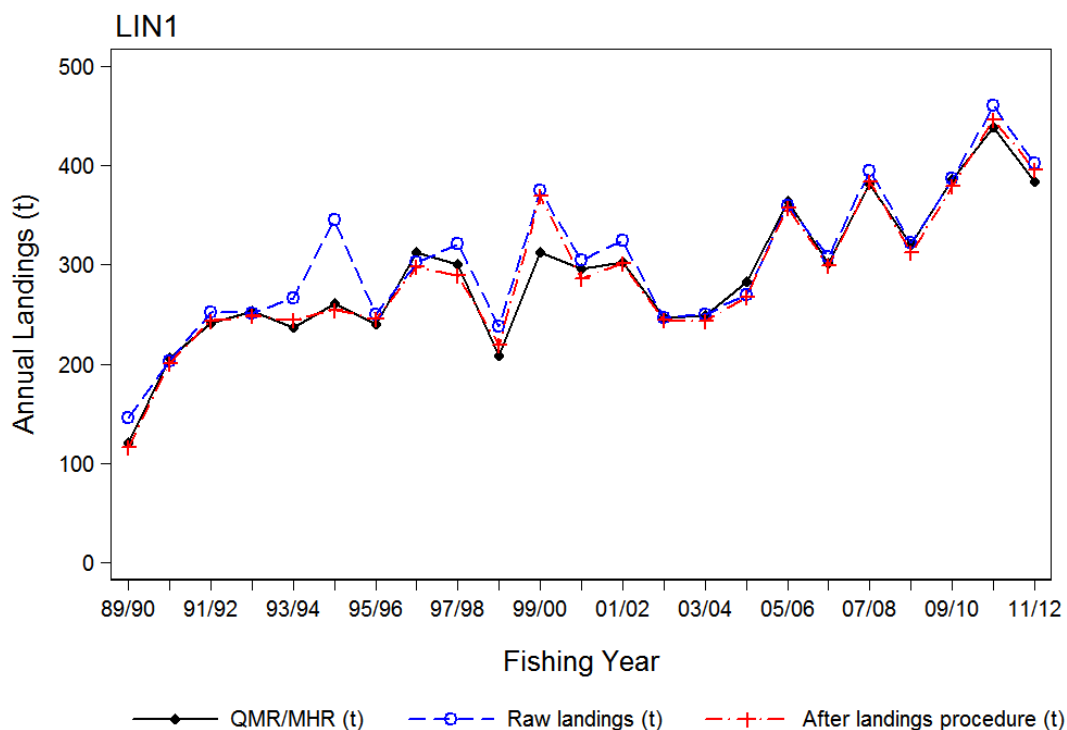 LIN1
500
400
300
200
100
0
Annual Landings (t)
89/90 91/92 93/94 95/96 97/98 99/00 01/02 03/04 05/06 07/08 09/10 11/12
Fishing Year
QMR/MHR (t) Raw landings (t) After landings procedure (t)